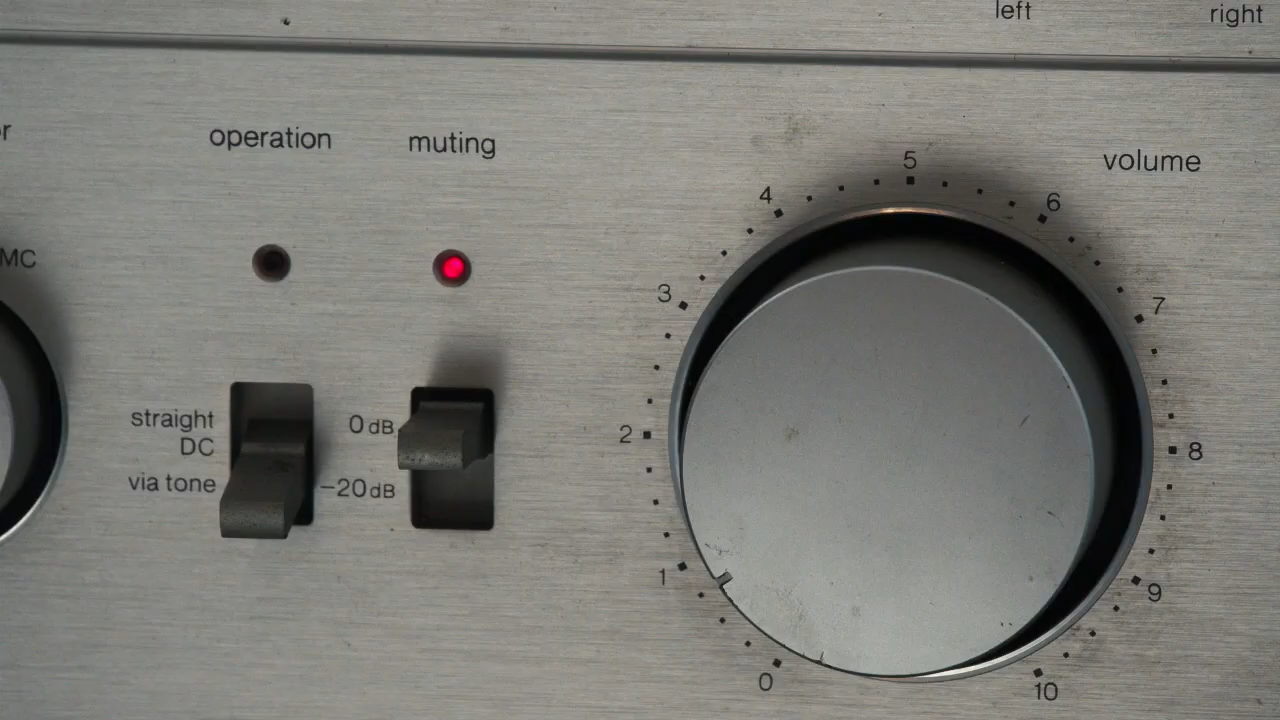 left
right
operation
muting
volume
MC
straight
DC
via tone
0 dB
−20 dB
0
1
2
3
4
5
6
7
8
9
10